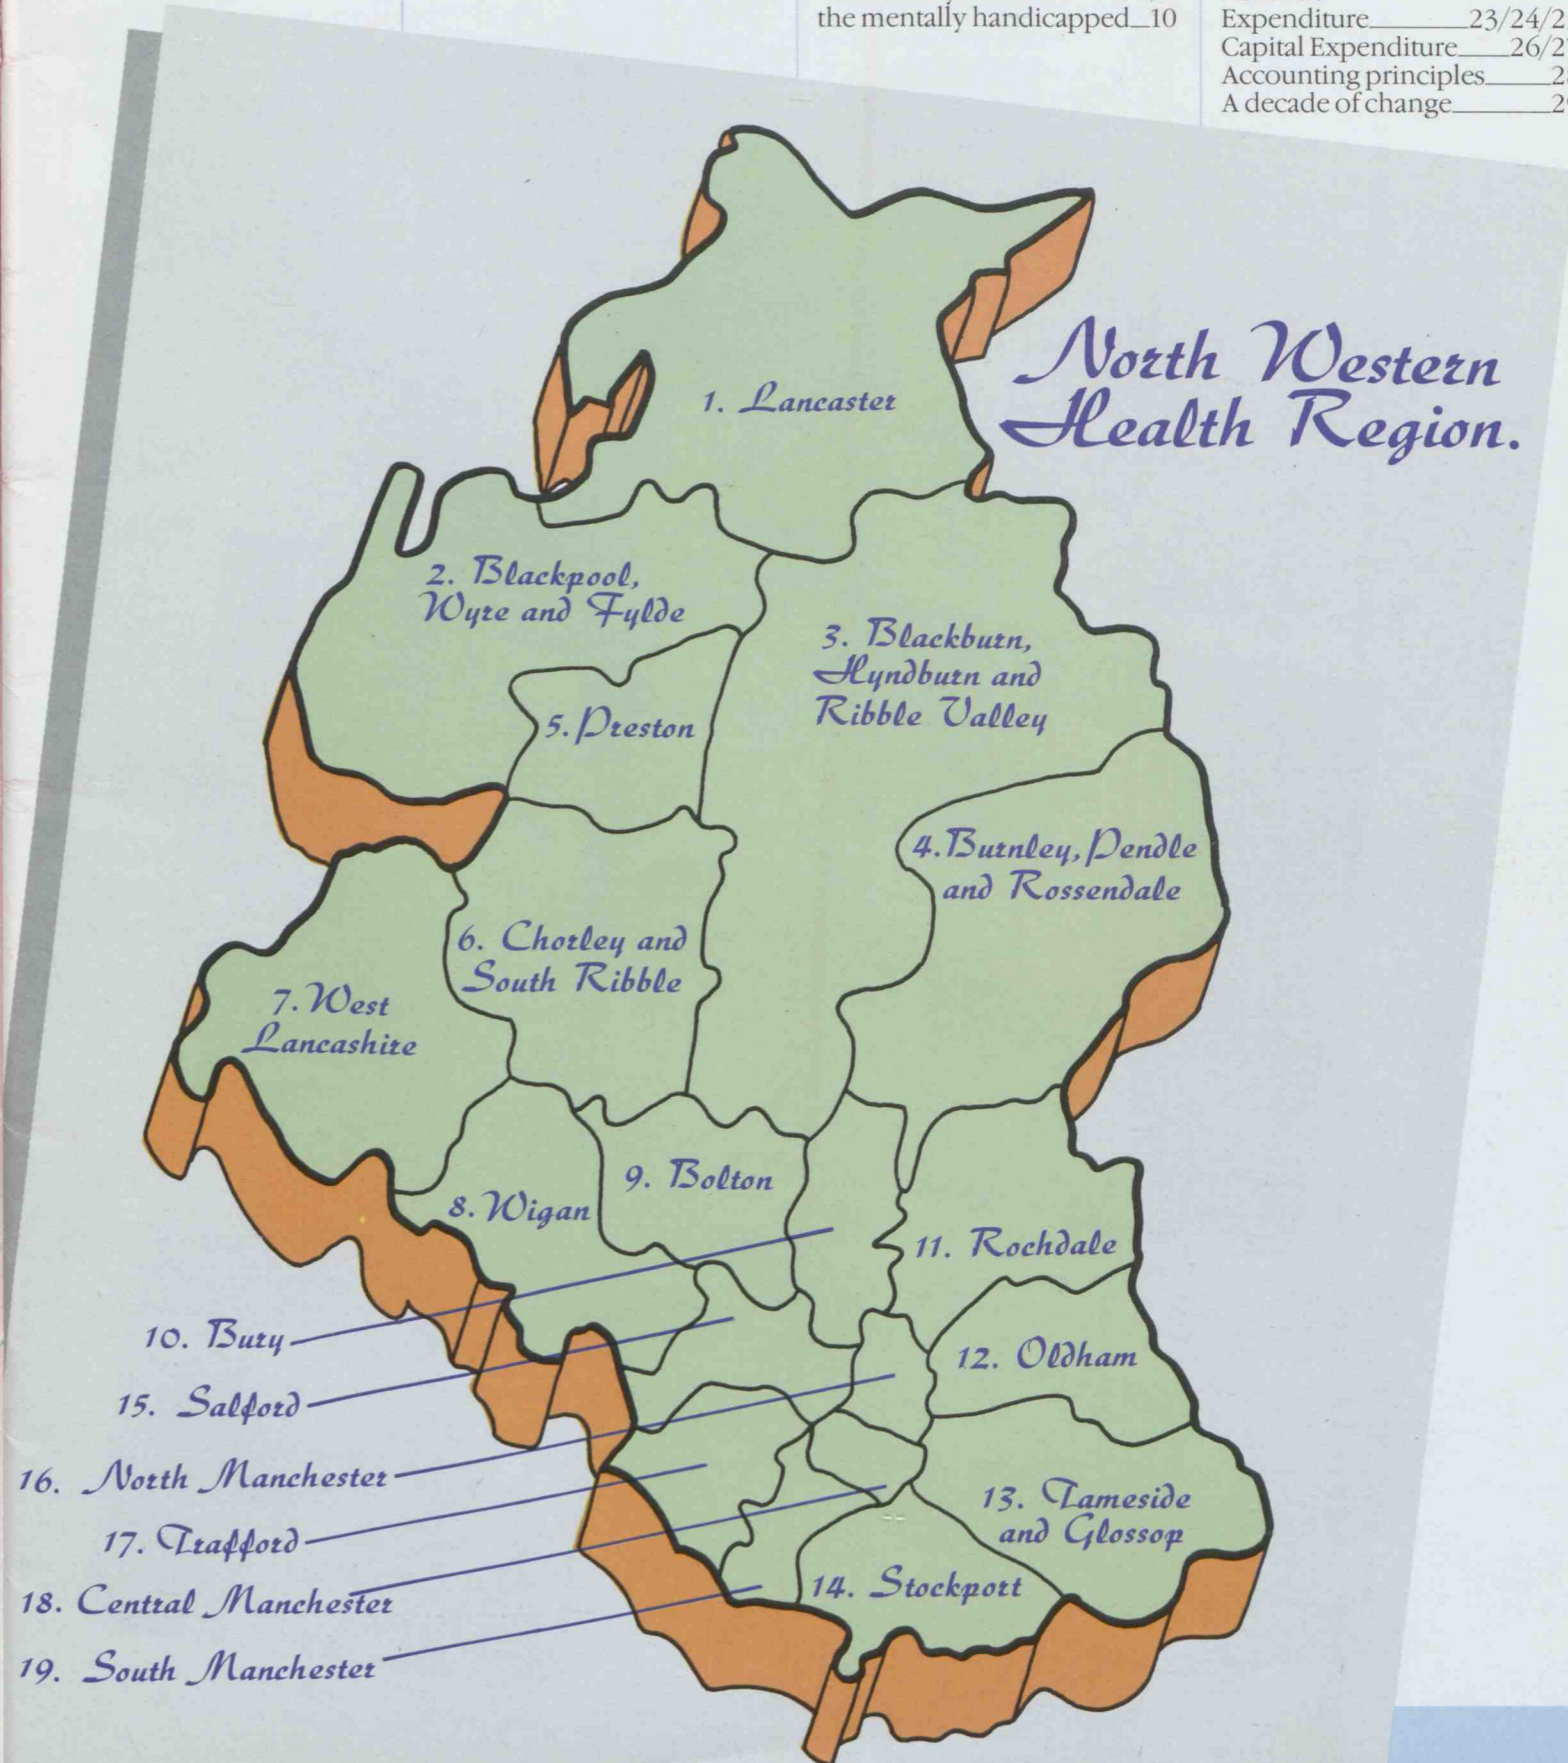 the mentally handicapped 10
Expenditure 23/24/2
Capital Expenditure 26/2
Accounting principles 2
A decade of change 2
North Western
Health Region.
1. Lancaster
2. Blackpool,
Wyre and Fylde
3. Blackburn,
Hyndburn and
Ribble Valley
5. Preston
4. Burnley, Pendle
and Rossendale
6. Chorley and
South Ribble
7. West
Lancashire
8. Wigan
9. Bolton
11. Rochdale
10. Bury
12. Oldham
15. Salford
16. North Manchester
13. Tameside
and Glossop
17. Trafford
14. Stockport
18. Central Manchester
19. South Manchester